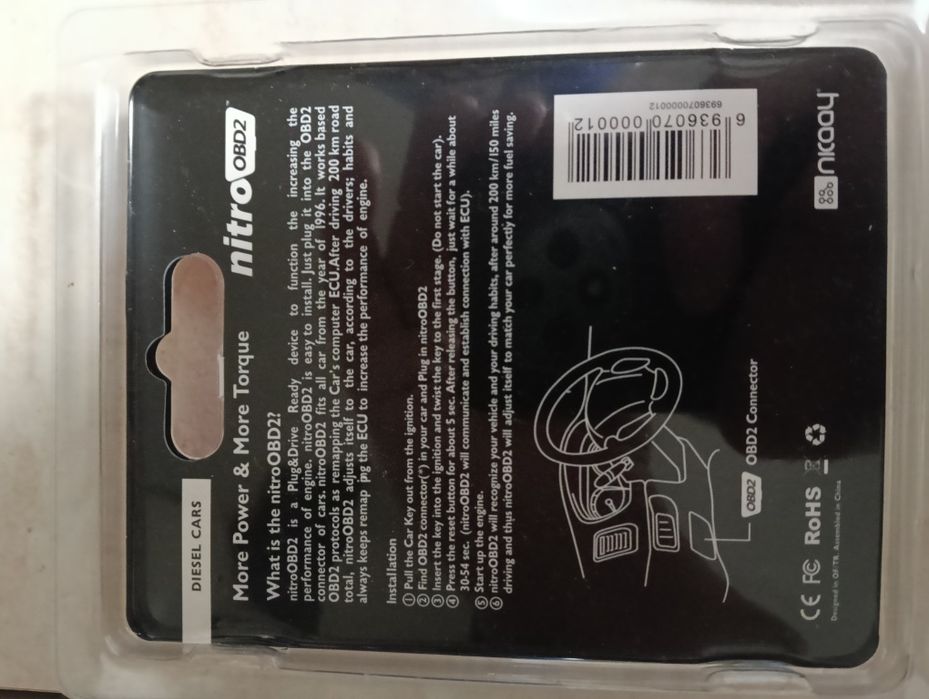 DIESEL CARS
More Power & More Torque
nitro OBD2
What is the nitroOBD2?
nitroOBD2 is a Plug&Drive Ready device to function the increasing the
performance of engine. nitroOBD2 is easy to install. Just plug it into the OBD2
connector of cars. nitroOBD2 fits all car from the year of 1996. It works based
OBD2 protocols as remapping the Car's computer ECU.After driving 200 km road
total, nitroOBD2 adjusts itself to the car, according to the drivers; habits and
always keeps remap png the ECU to increase the performance of engine.
Installation
① Pull the Car Key out from the ignition.
② Find OBD2 connector(*) in your car and Plug in nitroOBD2
③ Insert the key into the ignition and twist the key to the first stage. (Do not start the car).
④ Press the reset button for about 5 sec. After releasing the button, just wait for a while about
30-54 sec. (nitroOBD2 will communicate and establish connection with ECU).
⑤ Start up the engine.
⑥ nitroOBD2 will recognize your vehicle and your driving habits, after around 200 km/150 miles
driving and thus nitroOBD2 will adjust itself to match your car perfectly for more fuel saving.
6936070000012
6 936070 000012
OBD2
OBD2 Connector
CE FC RoHS
Designed in OF/TR. Assembled in China